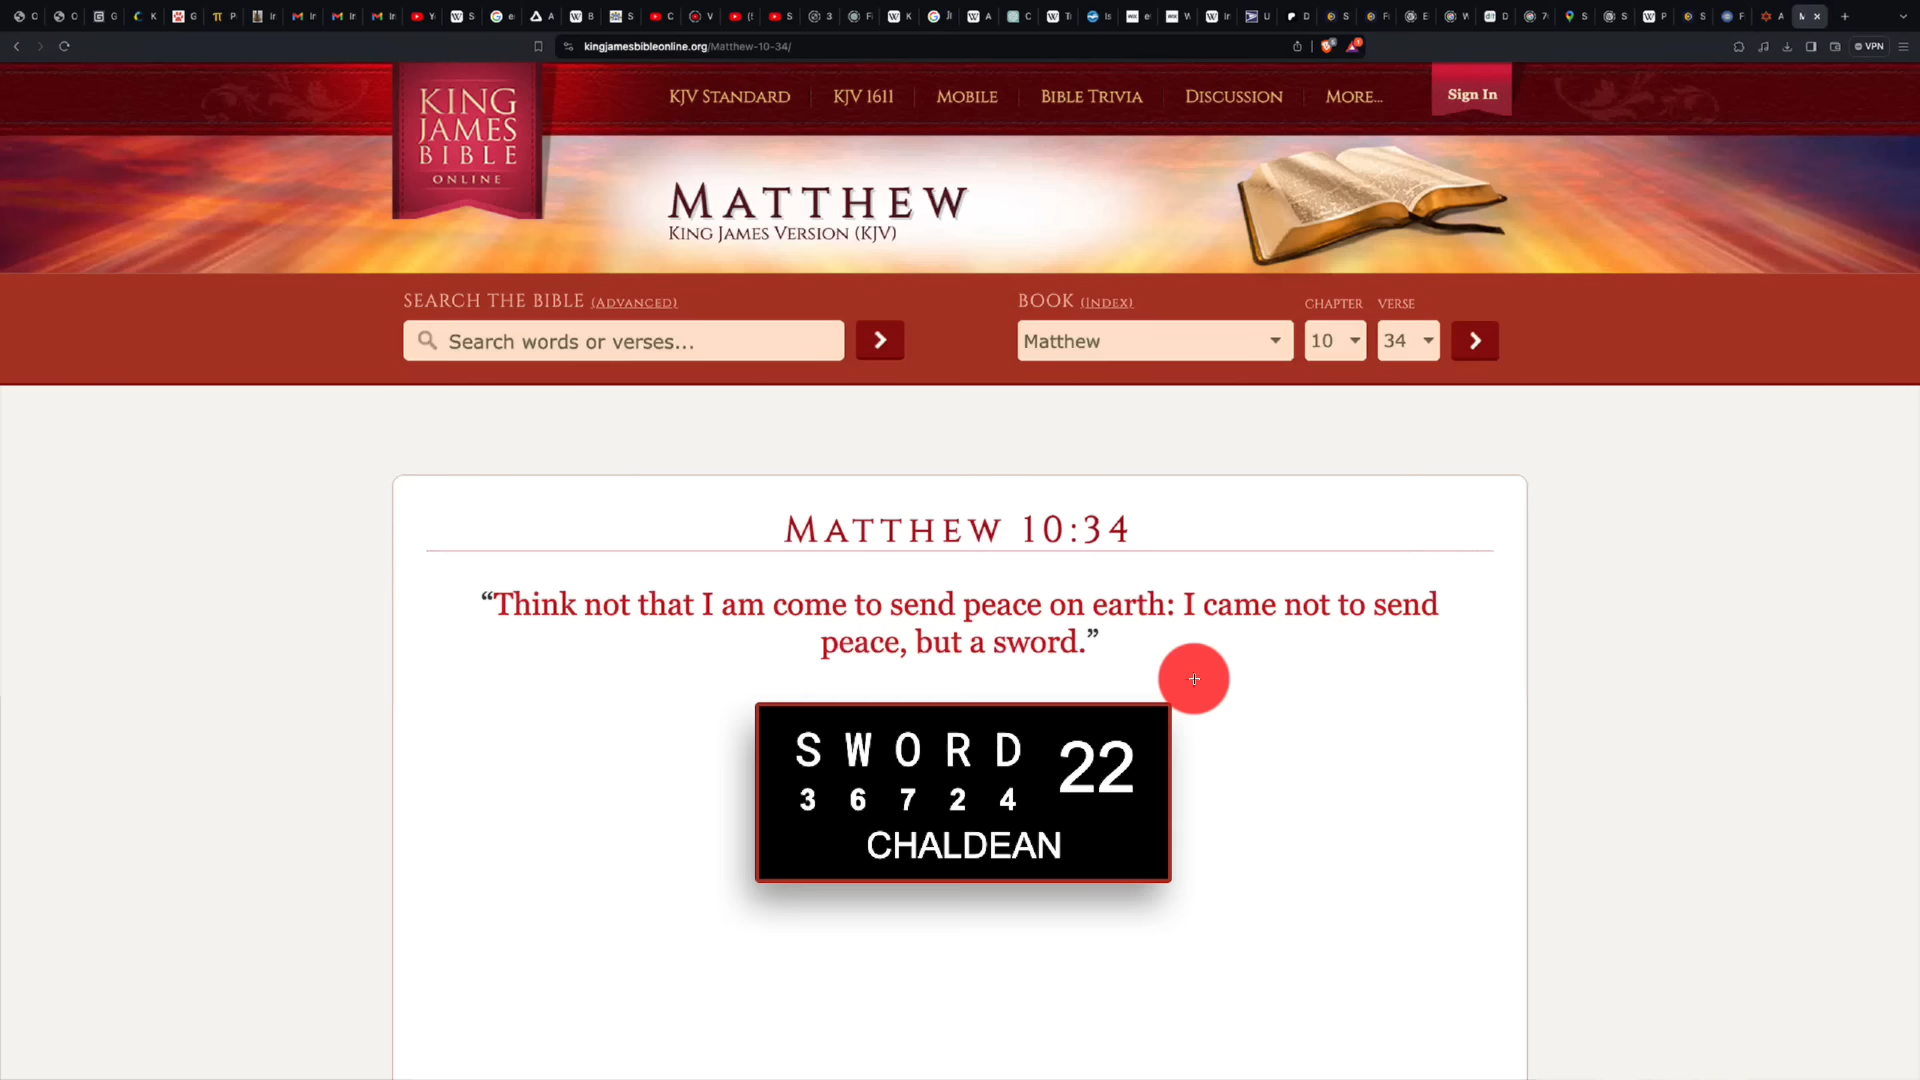 kingjamesbibleonline.org/Matthew-10-34/
VPN
KING
JAMES
BIBLE
ONLINE
KJV STANDARD
KJV 1611
MOBILE
BIBLE TRIVIA
DISCUSSION
MORE...
Sign In
MATTHEW
KING JAMES VERSION (KJV)
SEARCH THE BIBLE (ADVANCED)
BOOK (INDEX)
CHAPTER
VERSE
Search words or verses...
Matthew
10
34
MATTHEW 10:34
“Think not that I am come to send peace on earth: I came not to send
peace, but a sword.”
S W O R D 22
3 6 7 2 4
CHALDEAN